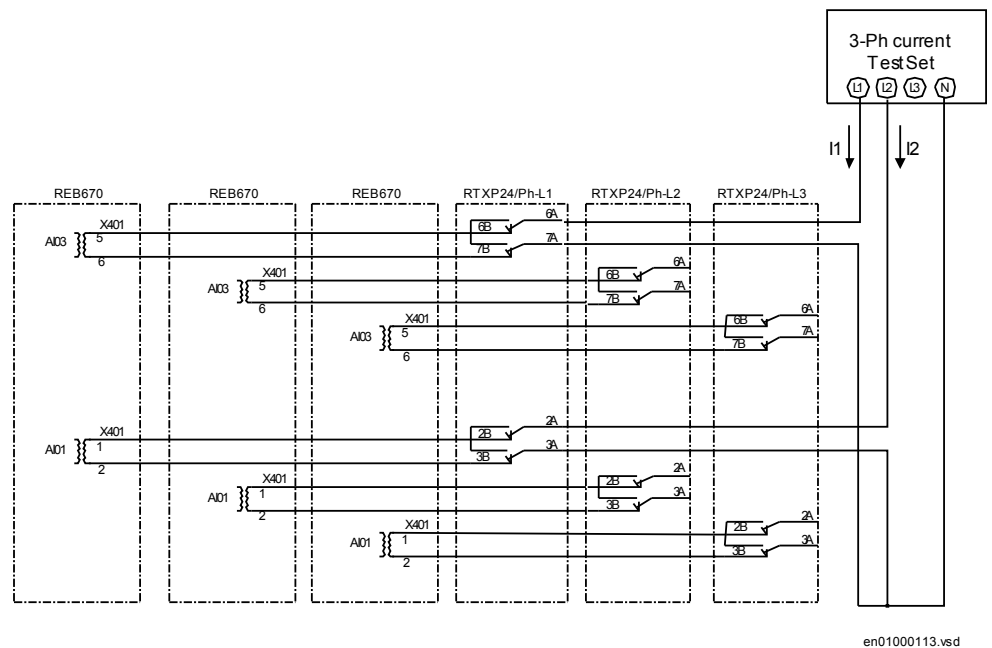 3-Ph current
Test Set
L1 L2 L3 N
I1 I2
REB670 REB670 REB670 RTXP24/Ph-L1 RTXP24/Ph-L2 RTXP24/Ph-L3
6A
X401 6B
5 7A
AI03 7B
6
6A
X401 6B
AI03 5 7A
7B
6
6A
X401 6B
5 7A
AI03 7B
6
2A
X401 2B
1 3A
AI01 3B
2
2A
X401 2B
AI01 1 3A
3B
2
2A
X401 2B
1 3A
AI01 3B
2
en01000113.vsd